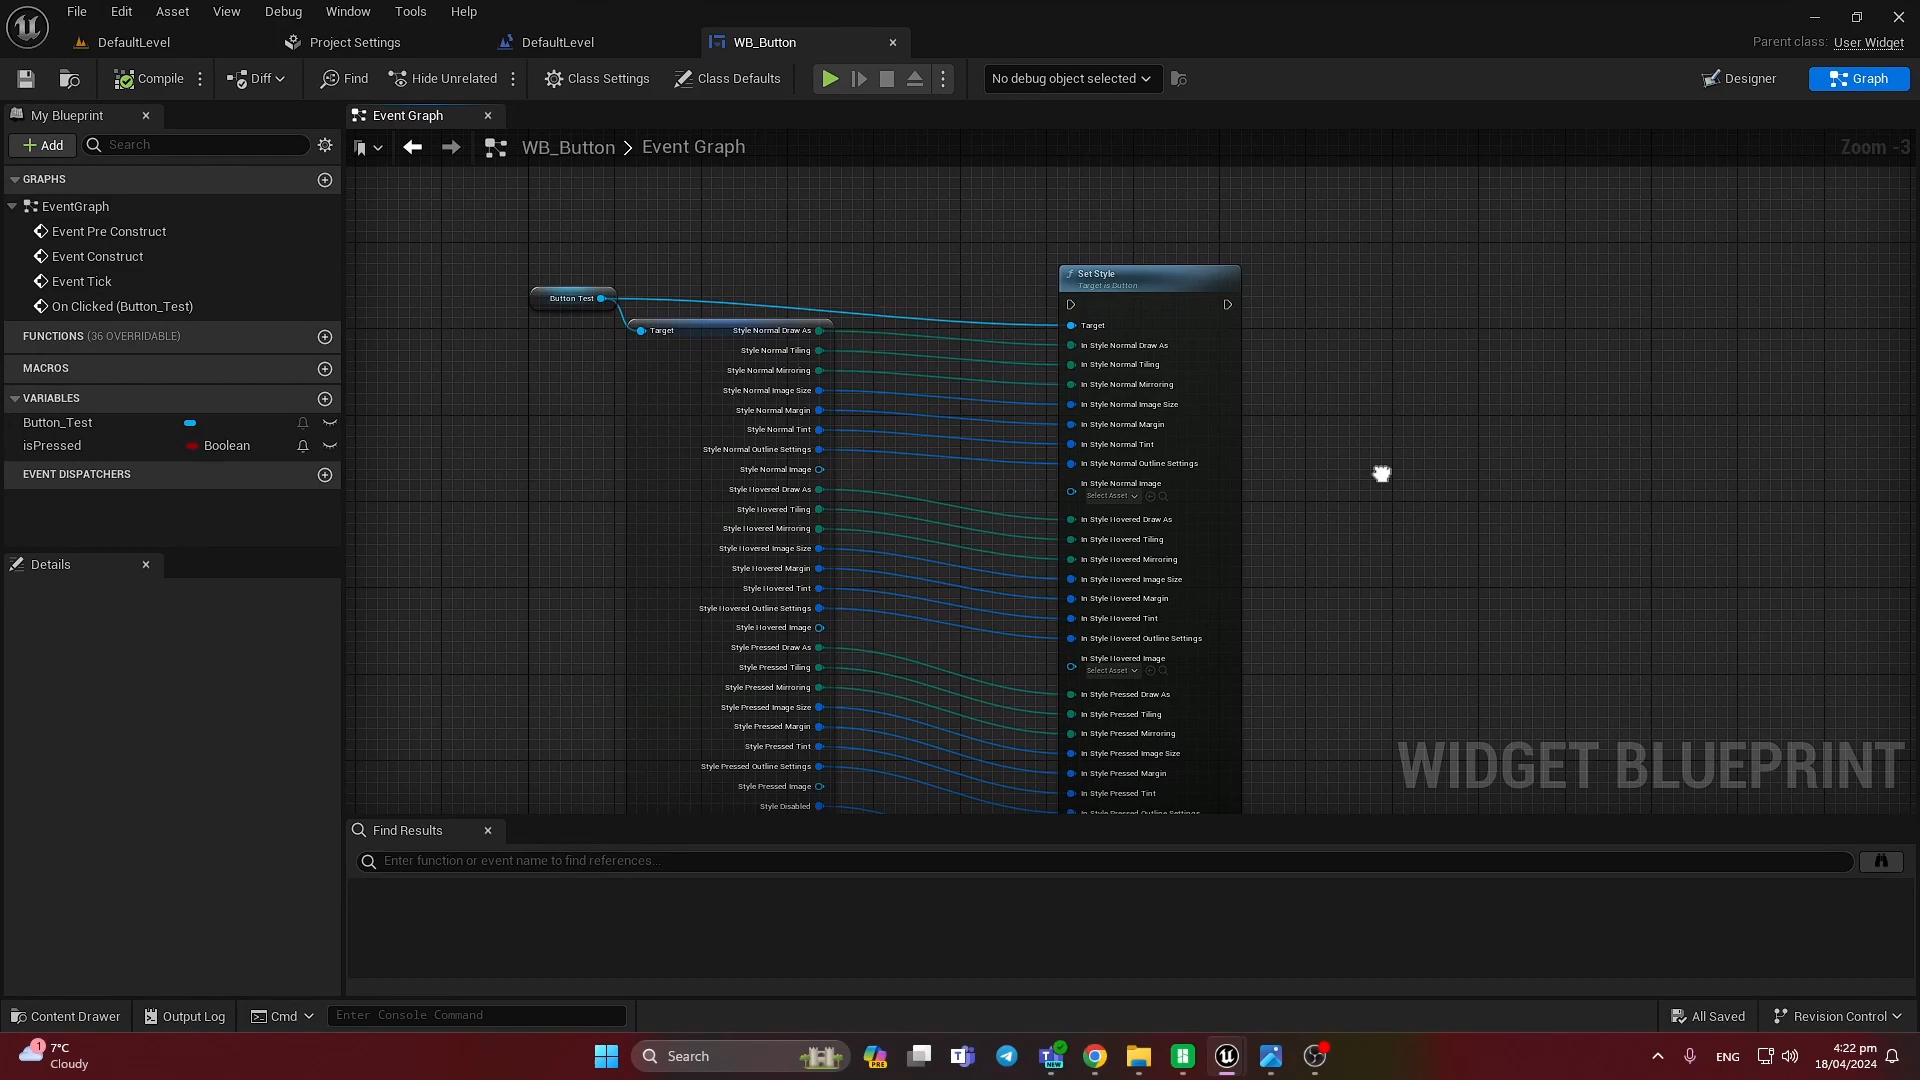 File Edit Asset View Debug Window Tools Help
DefaultLevel Project Settings DefaultLevel WB_Button
Parent class: User Widget
Compile Diff Find Hide Unrelated Class Settings Class Defaults No debug object selected Designer Graph
My Blueprint
Event Graph
Add Search
WB_Button > Event Graph
Zoom -3
GRAPHS
EventGraph
Event Pre Construct
Event Construct
Event Tick
On Clicked (Button_Test)
FUNCTIONS (36 OVERRIDABLE)
MACROS
VARIABLES
Button_Test
isPressed Boolean
EVENT DISPATCHERS
Details
Button Test
Target Style Normal Draw As
Style Normal Tiling
Style Normal Mirroring
Style Normal Image Size
Style Normal Margin
Style Normal Tint
Style Normal Outline Settings
Style Normal Image
Style Hovered Draw As
Style Hovered Tiling
Style Hovered Mirroring
Style Hovered Image Size
Style Hovered Margin
Style Hovered Tint
Style Hovered Outline Settings
Style Hovered Image
Style Pressed Draw As
Style Pressed Tiling
Style Pressed Mirroring
Style Pressed Image Size
Style Pressed Margin
Style Pressed Tint
Style Pressed Outline Settings
Style Pressed Image
Style Disabled
Set Style
Target is Button
Target
In Style Normal Draw As
In Style Normal Tiling
In Style Normal Mirroring
In Style Normal Image Size
In Style Normal Margin
In Style Normal Tint
In Style Normal Outline Settings
In Style Normal Image
Select Asset
In Style Hovered Draw As
In Style Hovered Tiling
In Style Hovered Mirroring
In Style Hovered Image Size
In Style Hovered Margin
In Style Hovered Tint
In Style Hovered Outline Settings
In Style Hovered Image
Select Asset
In Style Pressed Draw As
In Style Pressed Tiling
In Style Pressed Mirroring
In Style Pressed Image Size
In Style Pressed Margin
In Style Pressed Tint
In Style Pressed Outline Settings
WIDGET BLUEPRINT
Find Results
Enter function or event name to find references...
Content Drawer Output Log Cmd Enter Console Command All Saved Revision Control
1 7°C
Cloudy
Search
PRE
NEW
ENG
4:22 pm
18/04/2024